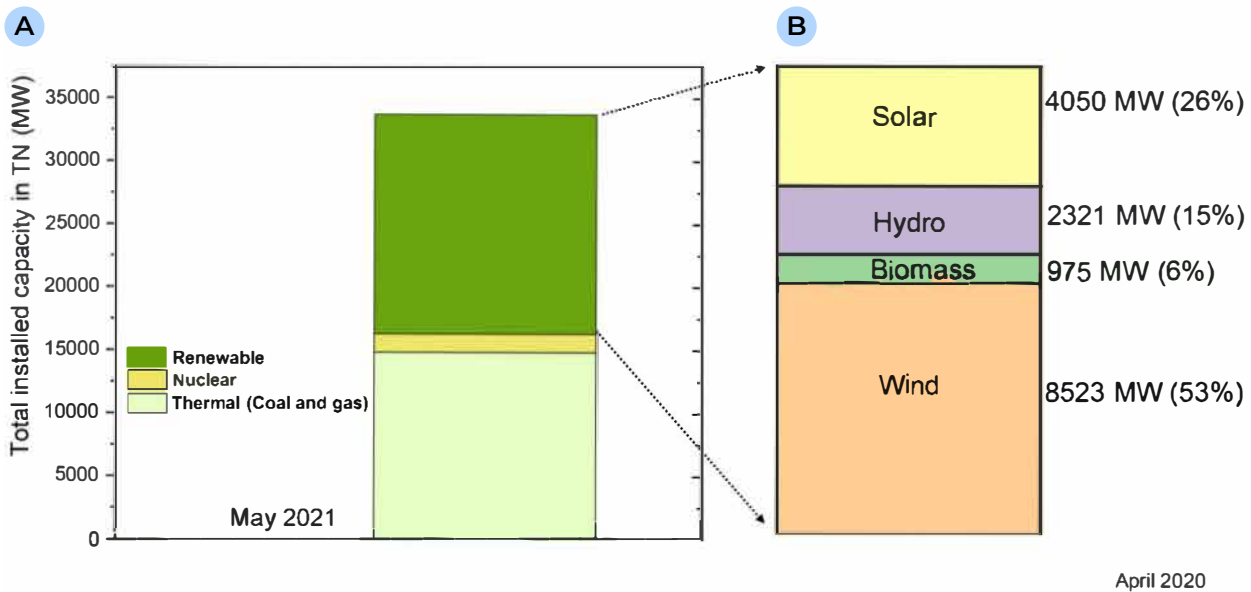 A
B
Total installed capacity in TN (MW)
35000
30000
25000
20000
15000
10000
5000
0
Renewable
Nuclear
Thermal (Coal and gas)
May 2021
Solar
4050 MW (26%)
Hydro
2321 MW (15%)
Biomass
975 MW (6%)
Wind
8523 MW (53%)
April 2020